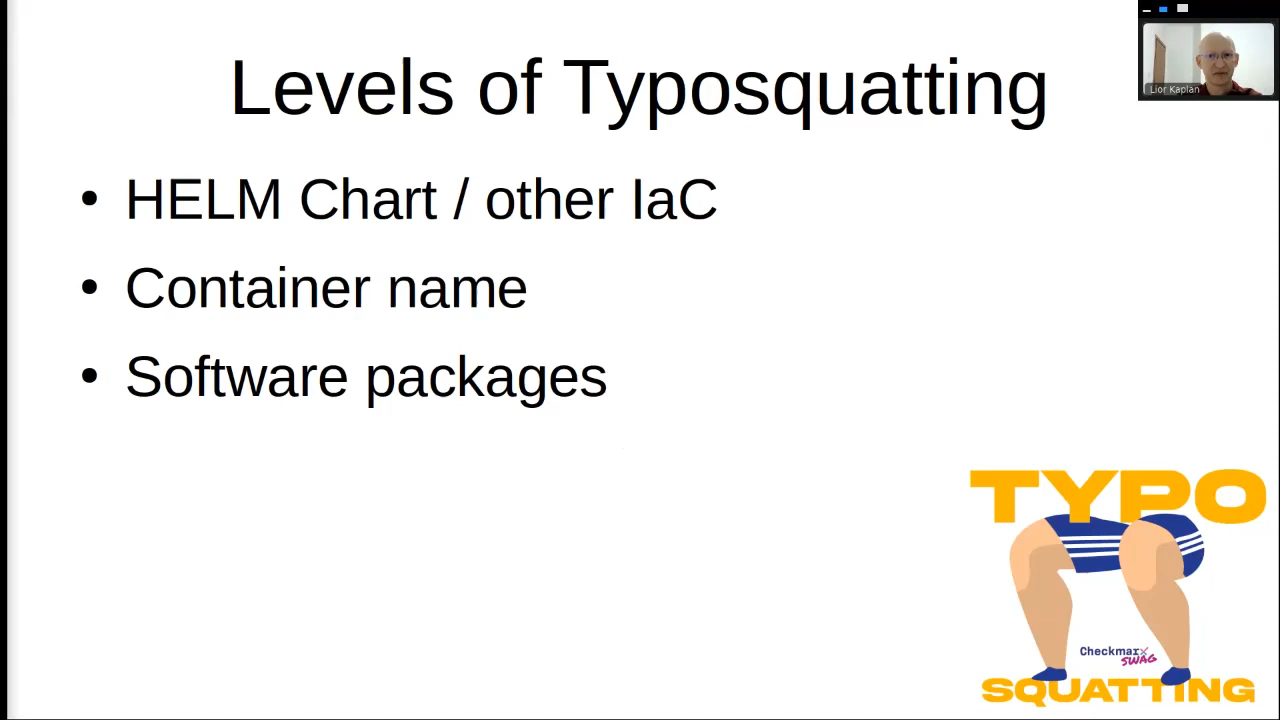 Levels of Typosquatting
Lior Kaplan
• HELM Chart / other IaC
• Container name
• Software packages
TYPO
Checkmarx
SWAG
SQUATTING